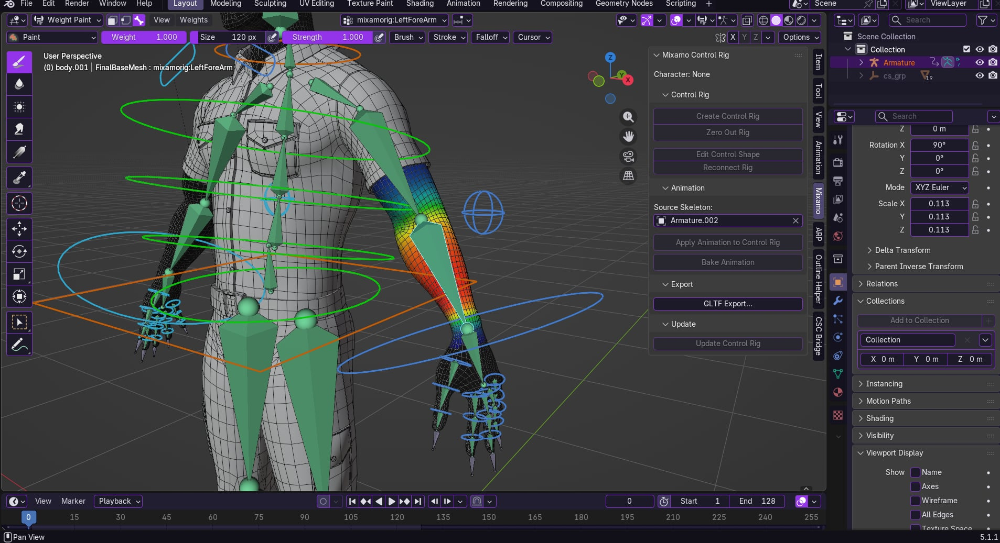 File Edit Render Window Help Layout Modeling Sculpting UV Editing Texture Paint Shading Animation Rendering Compositing Geometry Nodes Scripting + Scene ViewLayer
Weight Paint View Weights mixamorig:LeftForeArm Search
Paint Weight 1.000 Size 120 px Strength 1.000 Brush Stroke Falloff Cursor X Y Z Options
Scene Collection
Collection
Armature
cs_grp 19
User Perspective
(0) body.001 | FinalBaseMesh : mixamorig:LeftForeArm
Z
Y
X
Mixamo Control Rig
Character: None
Control Rig
Create Control Rig
Zero Out Rig
Edit Control Shape
Reconnect Rig
Animation
Source Skeleton:
Armature.002
Apply Animation to Control Rig
Bake Animation
Export
GLTF Export...
Update
Update Control Rig
Item
Tool
View
Animation
Mixamo
ARP
Outline Helper
CSC Bridge
Search
Z 0 m
Rotation X 90°
Y 0°
Z 0°
Mode XYZ Euler
Scale X 0.113
Y 0.113
Z 0.113
Delta Transform
Parent Inverse Transform
Relations
Collections
Add to Collection +
Collection
X 0 m Y 0 m Z 0 m
Instancing
Motion Paths
Shading
Visibility
Viewport Display
Show Name
Axes
Wireframe
All Edges
Texture Space
View Marker Playback 0 Start 1 End 128
0 15 30 45 60 75 90 105 120 135 150 165 180 195 210 225 240 255
Pan View 5.1.1